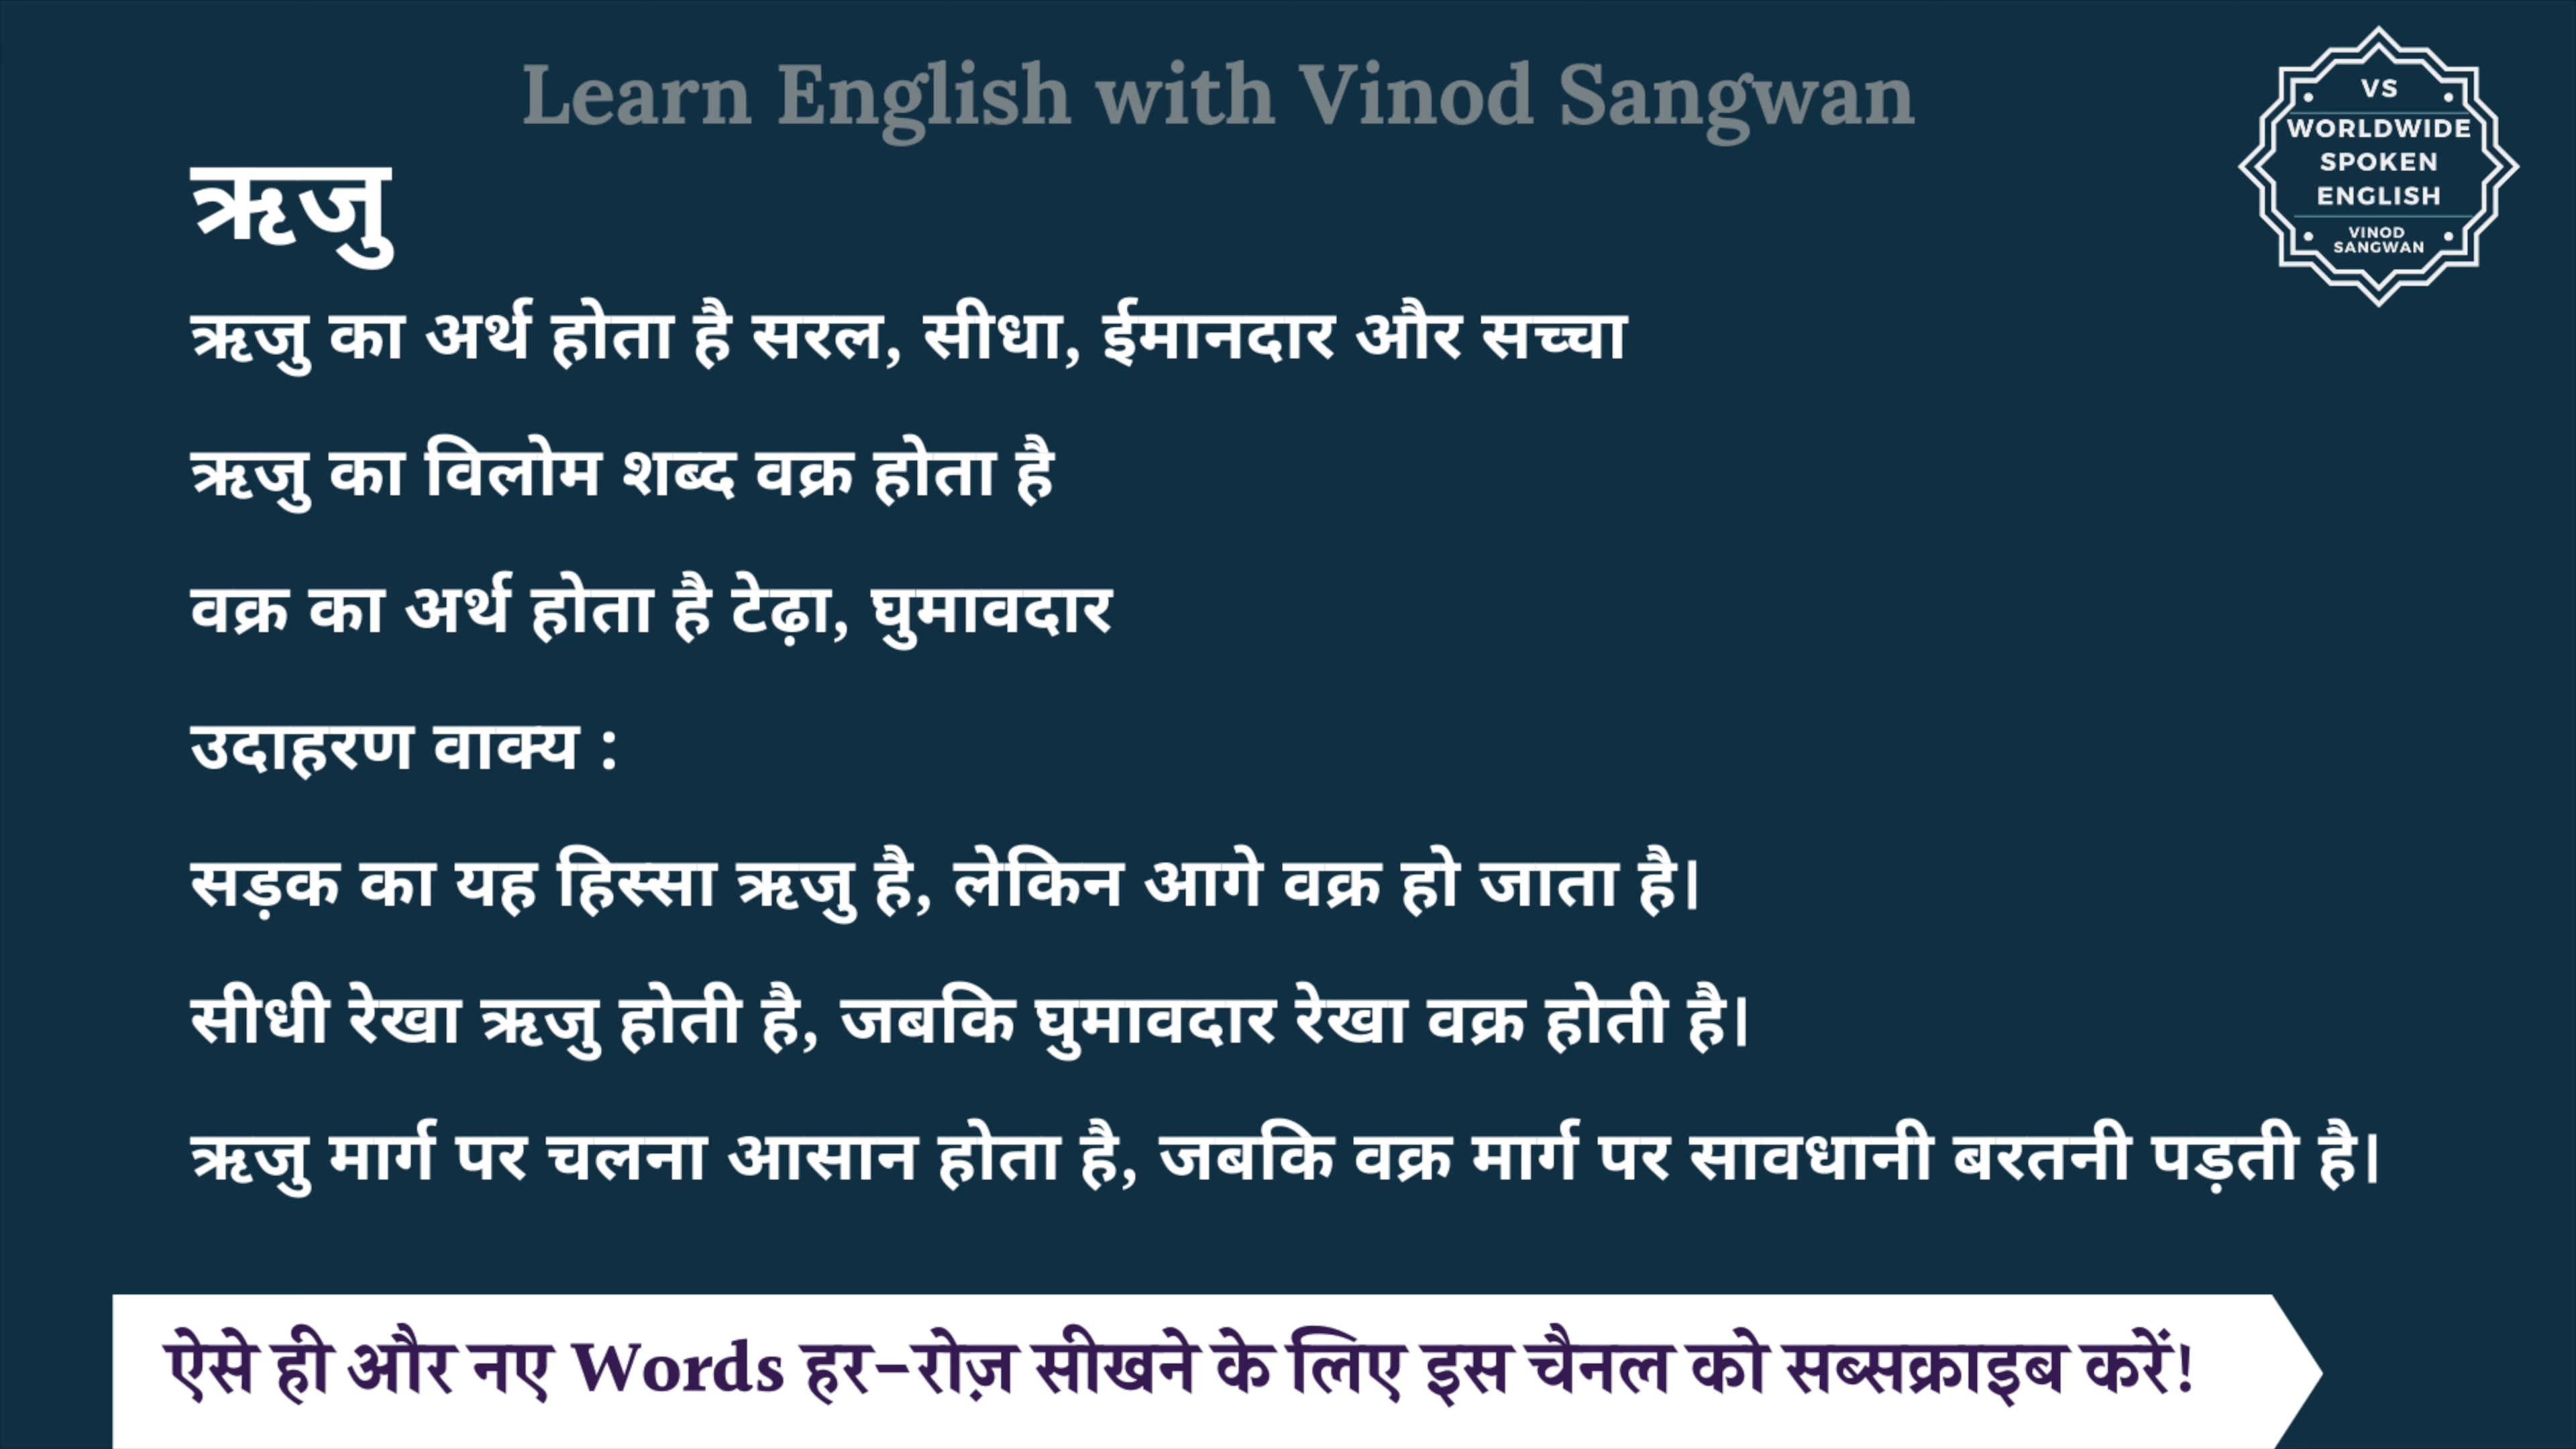 Learn English with Vinod Sangwan
VS
WORLDWIDE
SPOKEN
ENGLISH
VINOD
SANGWAN
ऋजु
ऋजु का अर्थ होता है सरल, सीधा, ईमानदार और सच्चा
ऋजु का विलोम शब्द वक्र होता है
वक्र का अर्थ होता है टेढ़ा, घुमावदार
उदाहरण वाक्य :
सड़क का यह हिस्सा ऋजु है, लेकिन आगे वक्र हो जाता है।
सीधी रेखा ऋजु होती है, जबकि घुमावदार रेखा वक्र होती है।
ऋजु मार्ग पर चलना आसान होता है, जबकि वक्र मार्ग पर सावधानी बरतनी पड़ती है।
ऐसे ही और नए Words हर-रोज़ सीखने के लिए इस चैनल को सब्सक्राइब करें!